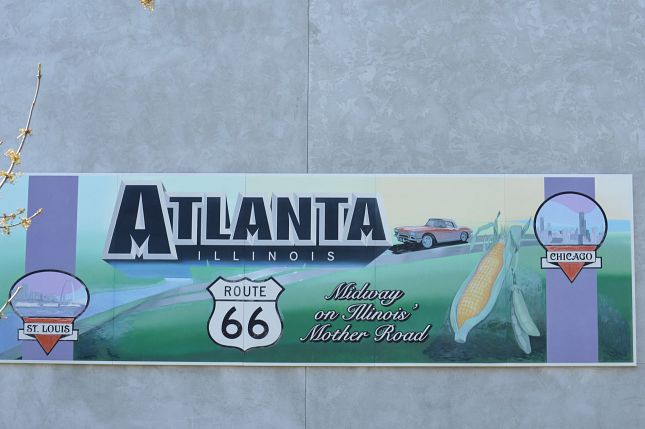 ATLANTA
ILLINOIS
ROUTE
66
Midway
on Illinois'
Mother Road
ST. LOUIS
CHICAGO